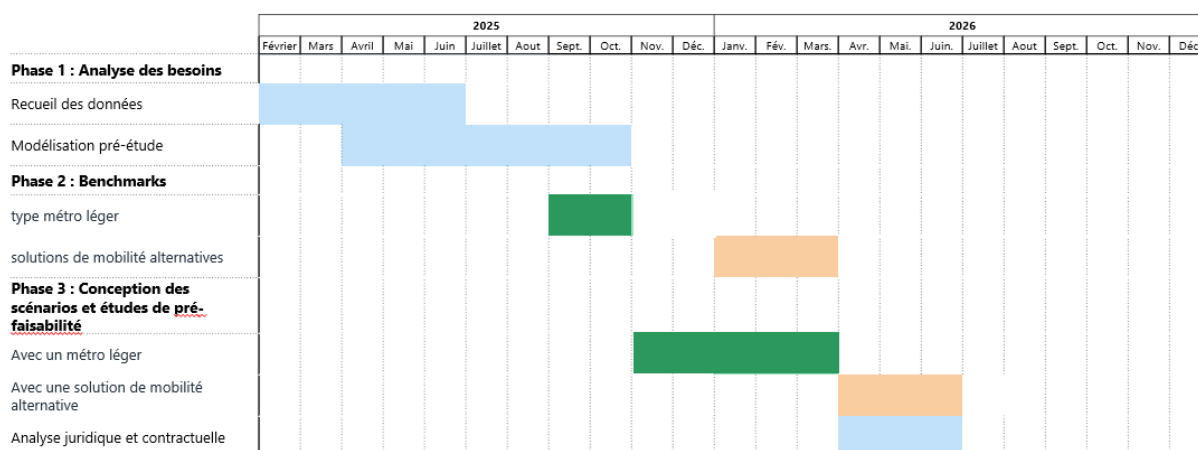 2025 2026
Février Mars Avril Mai Juin Juillet Aout Sept. Oct. Nov. Déc. Janv. Fév. Mars. Avr. Mai. Juin. Juillet Aout Sept. Oct. Nov. Déc
Phase 1 : Analyse des besoins
Recueil des données
Modélisation pré-étude
Phase 2 : Benchmarks
type métro léger
solutions de mobilité alternatives
Phase 3 : Conception des
scénarios et études de pré-
faisabilité
Avec un métro léger
Avec une solution de mobilité
alternative
Analyse juridique et contractuelle